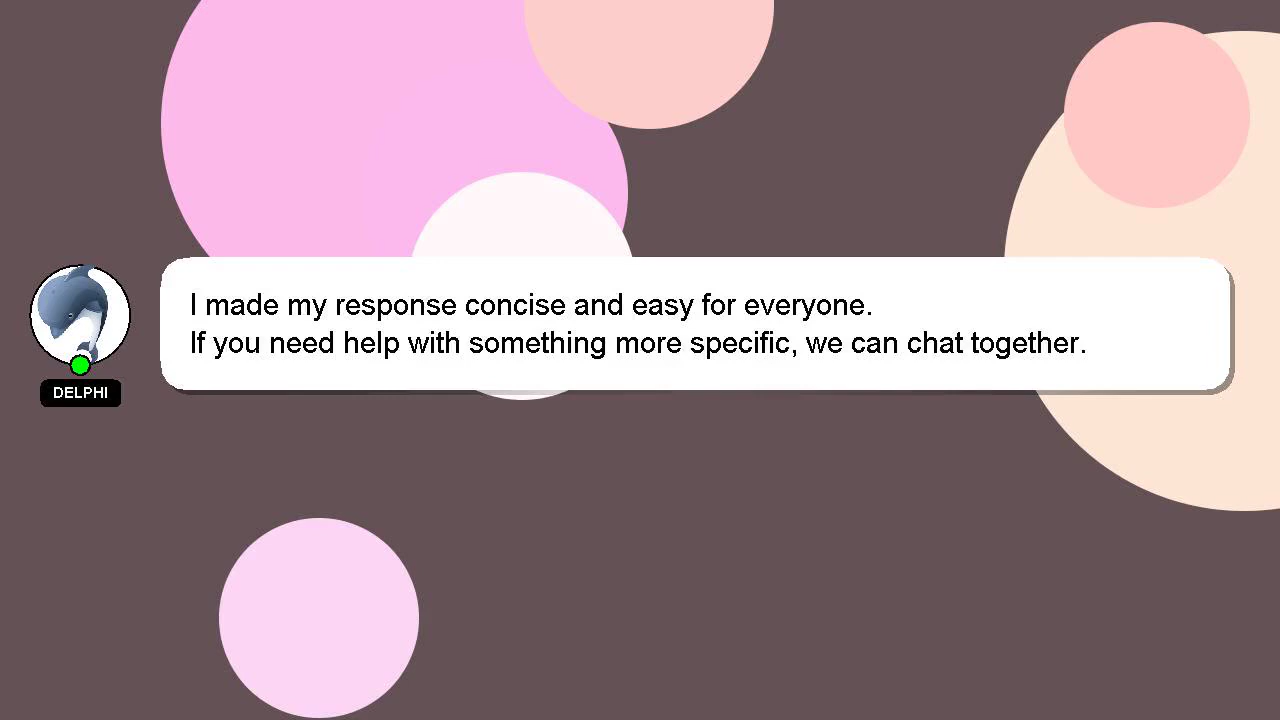 I made my response concise and easy for everyone.
If you need help with something more specific, we can chat together.
DELPHI